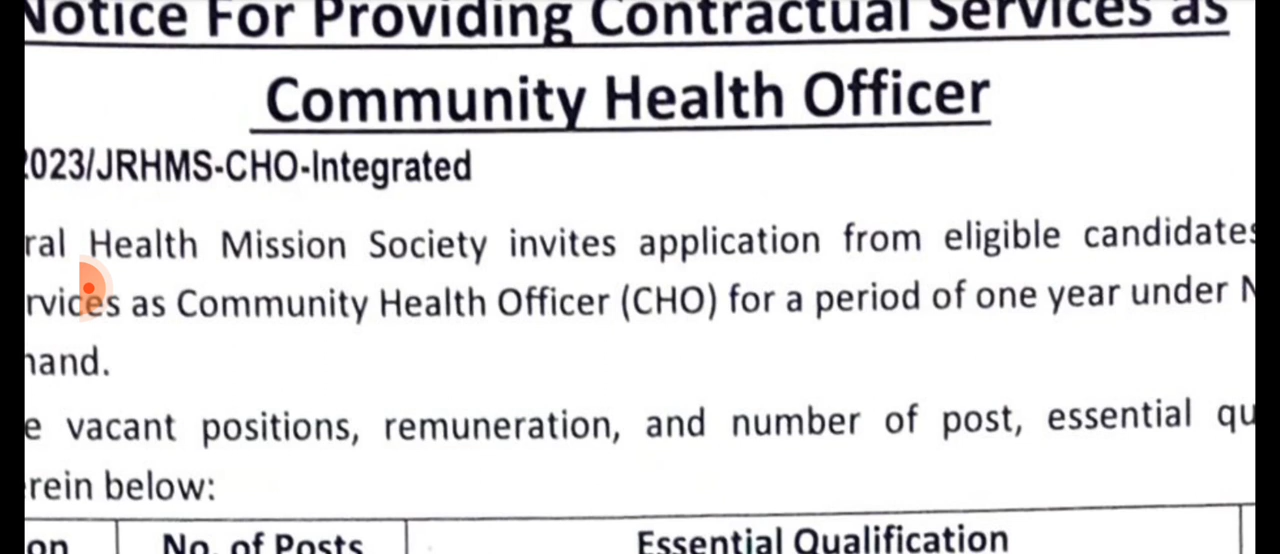 Notice For Providing Contractual Services as
Community Health Officer
2023/JRHMS-CHO-Integrated
ral Health Mission Society invites application from eligible candidates
rvices as Community Health Officer (CHO) for a period of one year under N
hand.
e vacant positions, remuneration, and number of post, essential qu
rein below:
on No. of Posts Essential Qualification